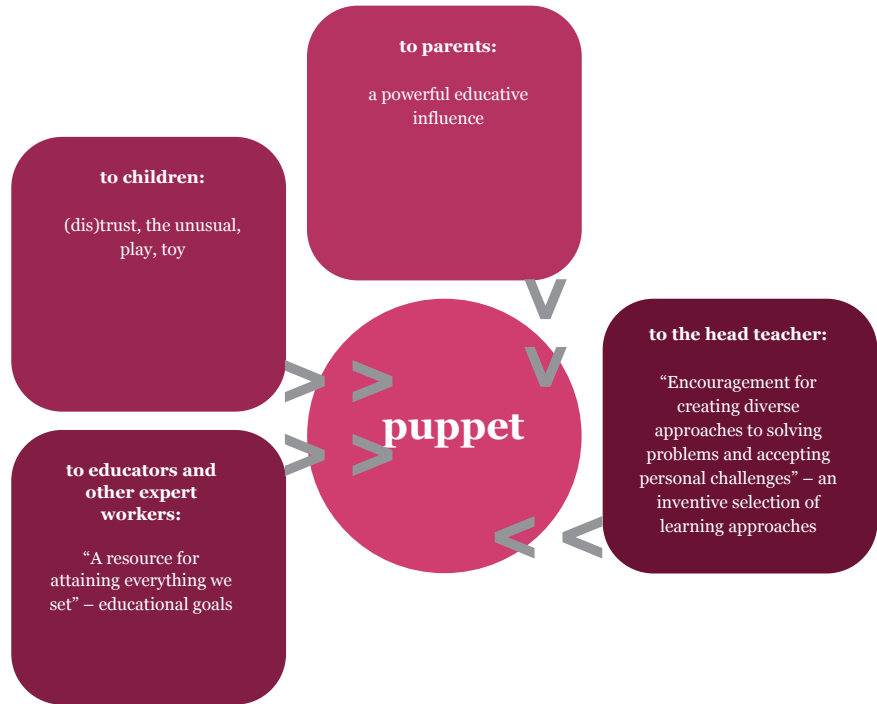 to parents:
a powerful educative
influence
to children:
(dis)trust, the unusual,
play, toy
to the head teacher:
“Encouragement for
creating diverse
approaches to solving
problems and accepting
personal challenges” – an
inventive selection of
learning approaches
puppet
to educators and
other expert
workers:
“A resource for
attaining everything we
set” – educational goals